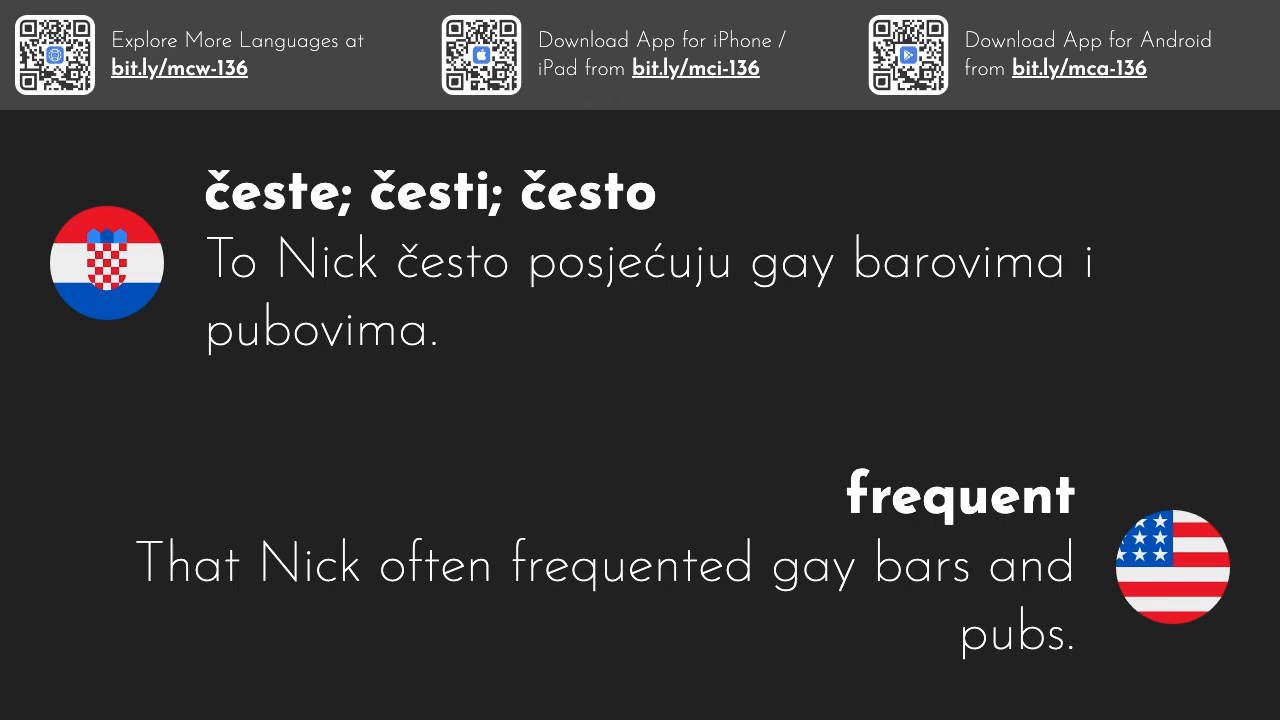 Explore More Languages at
bit.ly/mcw-136
Download App for iPhone /
iPad from bit.ly/mci-136
Download App for Android
from bit.ly/mca-136
česte; česti; često
To Nick često posjećuju gay barovima i
pubovima.
frequent
That Nick often frequented gay bars and
pubs.